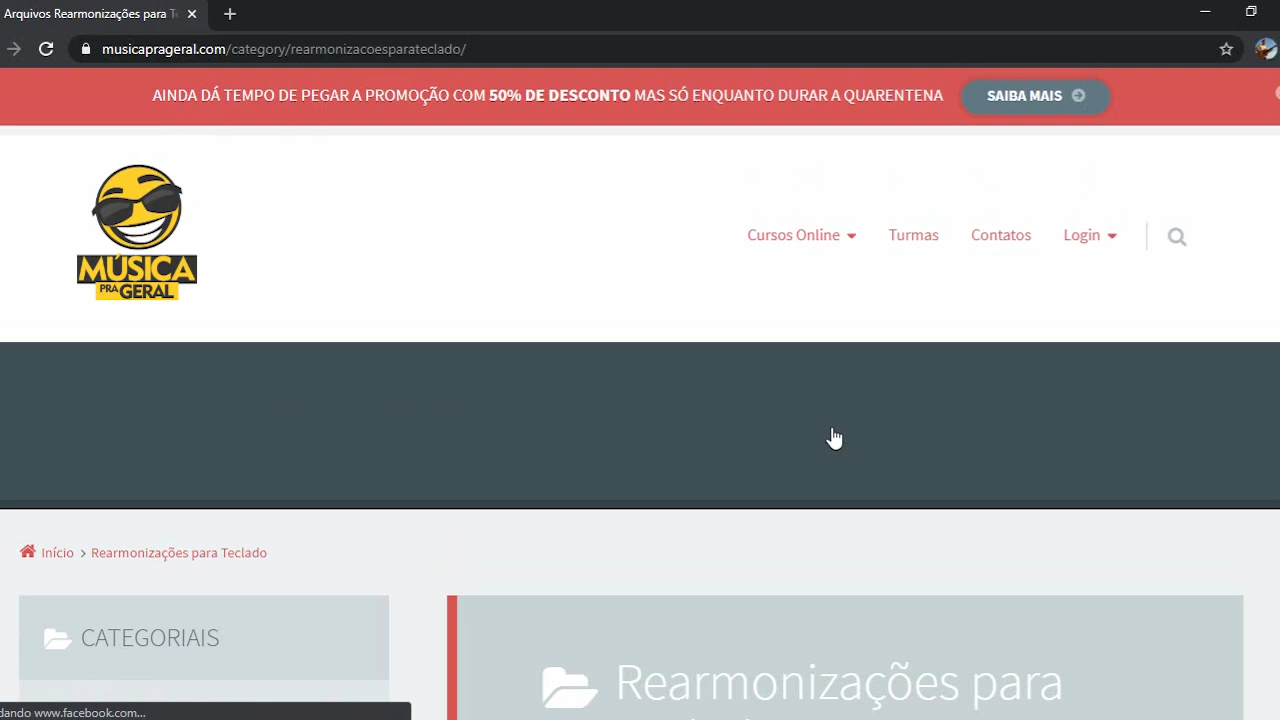 Arquivos Rearmonizações para T
musicaprageral.com/category/rearmonizacoesparateclado/
AINDA DÁ TEMPO DE PEGAR A PROMOÇÃO COM 50% DE DESCONTO MAS SÓ ENQUANTO DURAR A QUARENTENA
SAIBA MAIS
MÚSICA
PRA GERAL
Cursos Online
Turmas
Contatos
Login
Início > Rearmonizações para Teclado
CATEGORIAIS
Rearmonizações para
dando www.facebook.com...